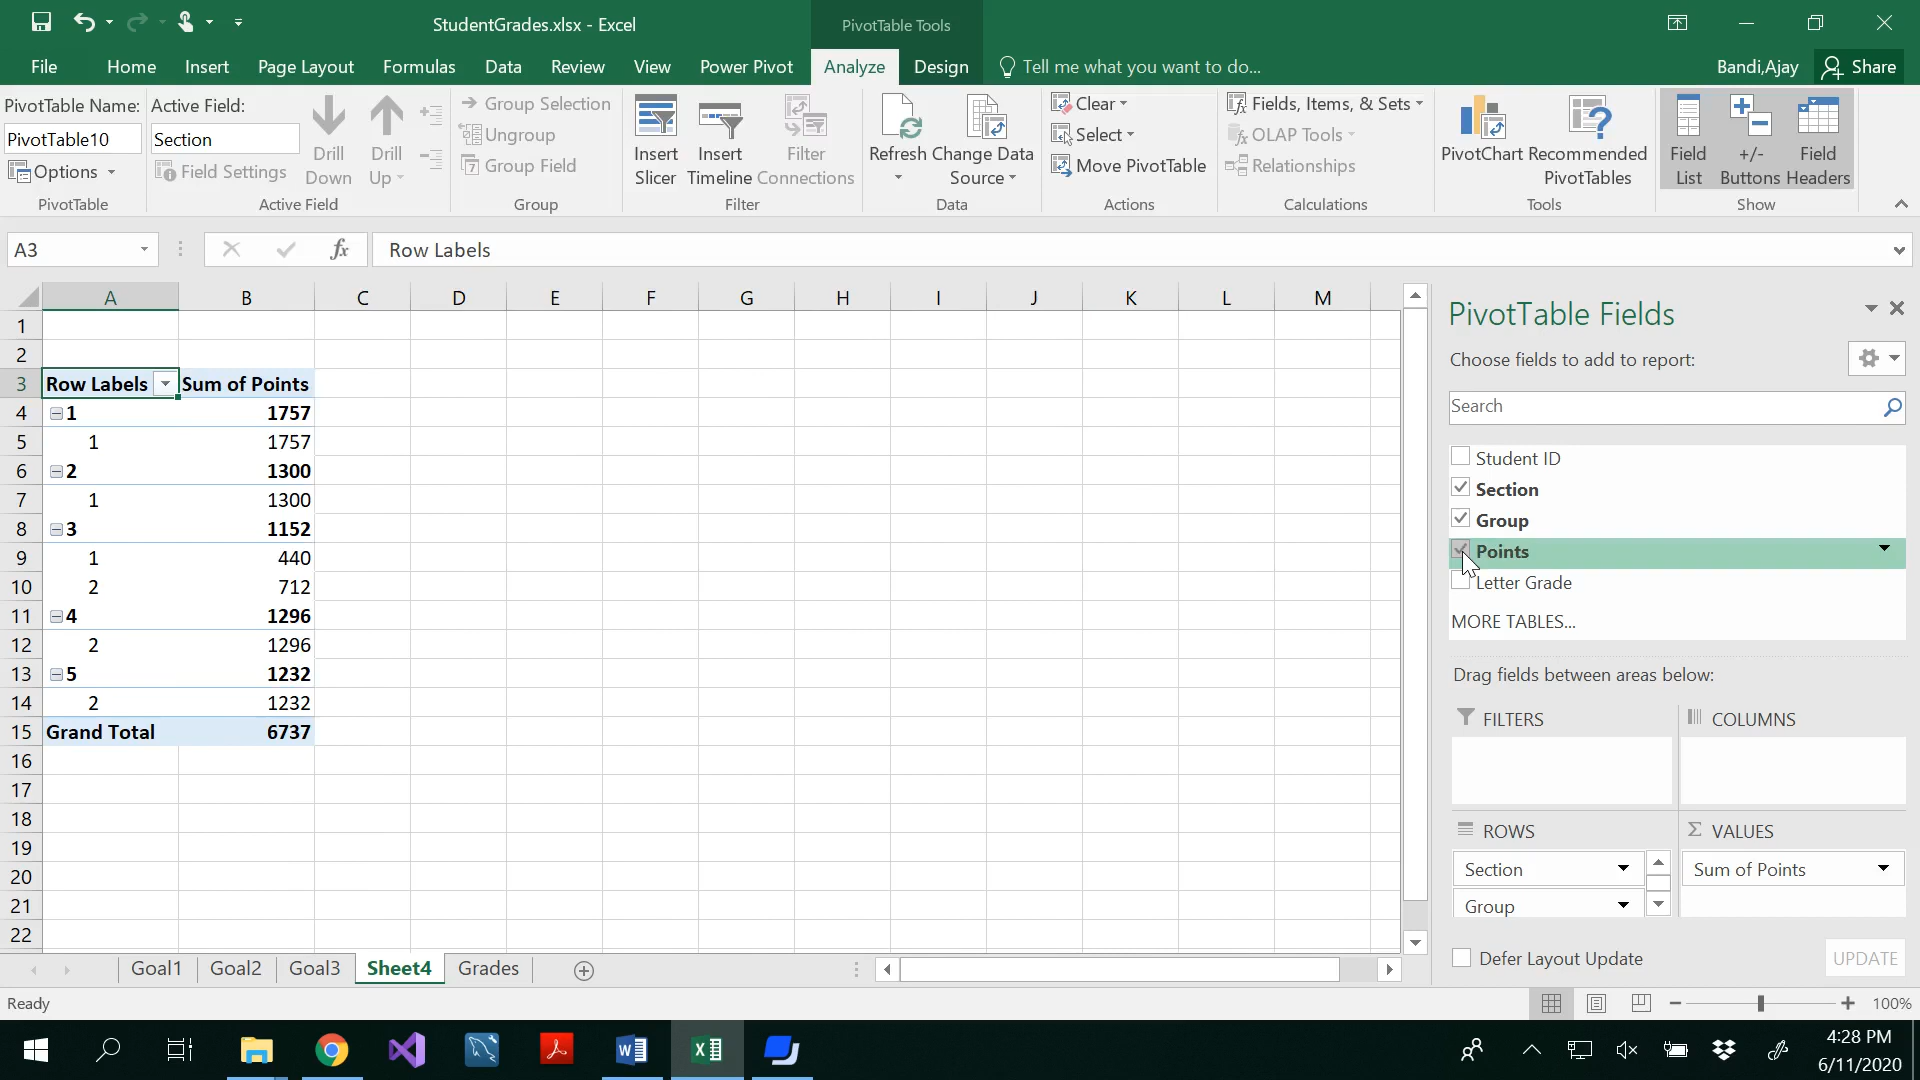 StudentGrades.xlsx - Excel
PivotTable Tools
File Home Insert Page Layout Formulas Data Review View Power Pivot Analyze Design Tell me what you want to do... Bandi,Ajay Share
PivotTable Name:
PivotTable10
Options
PivotTable
Active Field:
Section
Field Settings
Drill Down
Drill Up
Active Field
Group Selection
Ungroup
Group Field
Group
Insert Slicer
Insert Timeline
Filter Connections
Filter
Refresh
Change Data Source
Data
Clear
Select
Move PivotTable
Actions
Fields, Items, & Sets
OLAP Tools
Relationships
Calculations
PivotChart
Recommended PivotTables
Tools
Field List
+/- Buttons
Field Headers
Show
A3 fx Row Labels
A B C D E F G H I J K L M
1
2
3 Row Labels Sum of Points
4 1 1757
5 1 1757
6 2 1300
7 1 1300
8 3 1152
9 1 440
10 2 712
11 4 1296
12 2 1296
13 5 1232
14 2 1232
15 Grand Total 6737
16
17
18
19
20
21
22
PivotTable Fields
Choose fields to add to report:
Search
Student ID
Section
Group
Points
Letter Grade
MORE TABLES...
Drag fields between areas below:
FILTERS
COLUMNS
ROWS
Section
Group
VALUES
Sum of Points
Defer Layout Update UPDATE
Goal1 Goal2 Goal3 Sheet4 Grades
Ready 100%
4:28 PM
6/11/2020